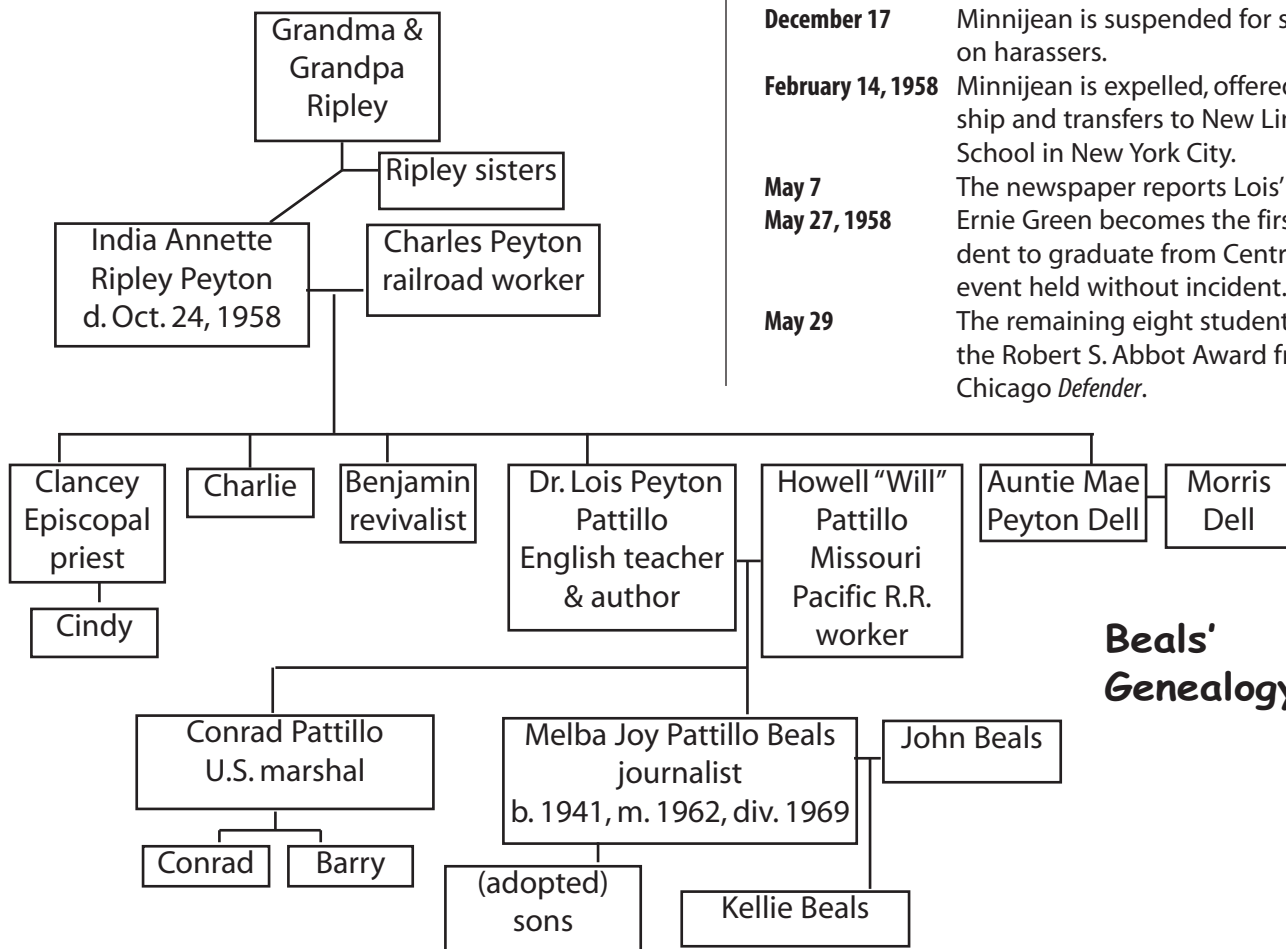 Grandma &
Grandpa
Ripley
Ripley sisters
India Annette
Ripley Peyton
d. Oct. 24, 1958
Charles Peyton
railroad worker
December 17 Minnijean is suspended for
on harassers.
February 14, 1958 Minnijean is expelled,
ship and transfers to New
School in New York City.
May 7 The newspaper reports Lois’
May 27, 1958 Ernie Green becomes the
dent to graduate from
event held without incident.
May 29 The remaining eight
the Robert S. Abbot Award
Chicago Defender.
Clancey
Episcopal
priest
Cindy
Charlie
Benjamin
revivalist
Dr. Lois Peyton
Pattillo
English teacher
& author
Howell “Will”
Pattillo
Missouri
Pacific R.R.
worker
Auntie Mae
Peyton Dell
Morris
Dell
Beals’
Genealogy
Conrad Pattillo
U.S. marshal
Conrad
Barry
Melba Joy Pattillo Beals
journalist
b. 1941, m. 1962, div. 1969
John Beals
(adopted)
sons
Kellie Beals